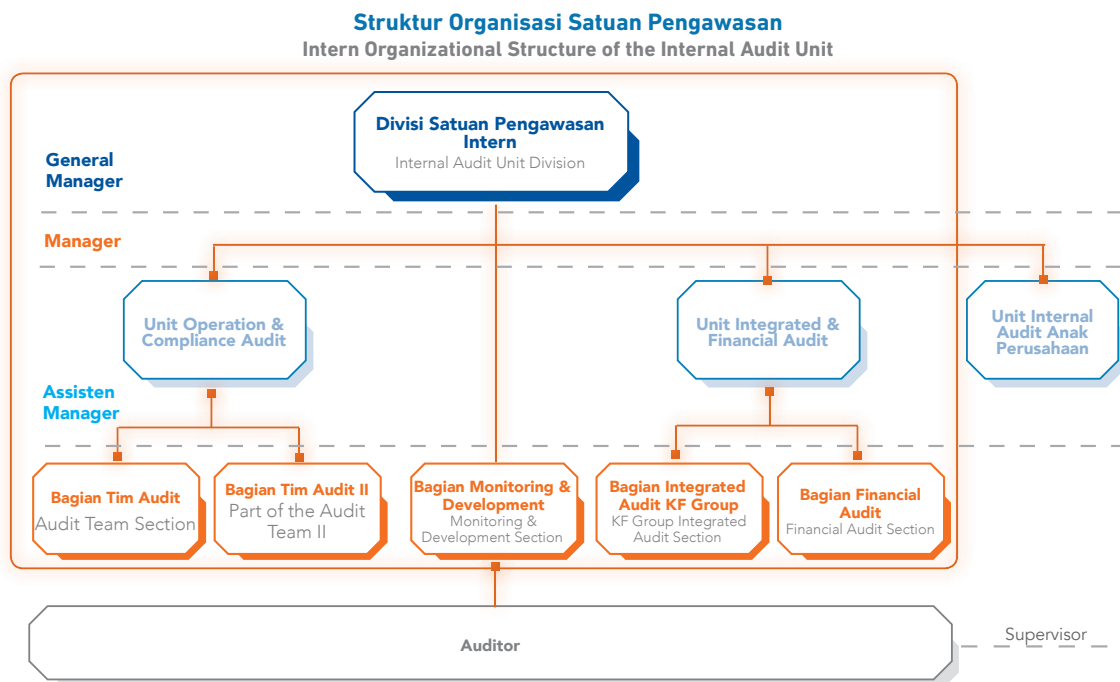 Struktur Organisasi Satuan Pengawasan
Intern Organizational Structure of the Internal Audit Unit
Divisi Satuan Pengawasan
Intern
Internal Audit Unit Division
General
Manager
Manager
Unit Operation &
Compliance Audit
Unit Integrated &
Financial Audit
Unit Internal
Audit Anak
Perusahaan
Assisten
Manager
Bagian Tim Audit
Audit Team Section
Bagian Tim Audit II
Part of the Audit
Team II
Bagian Monitoring &
Development
Monitoring &
Development Section
Bagian Integrated
Audit KF Group
KF Group Integrated
Audit Section
Bagian Financial
Audit
Financial Audit Section
Auditor
Supervisor